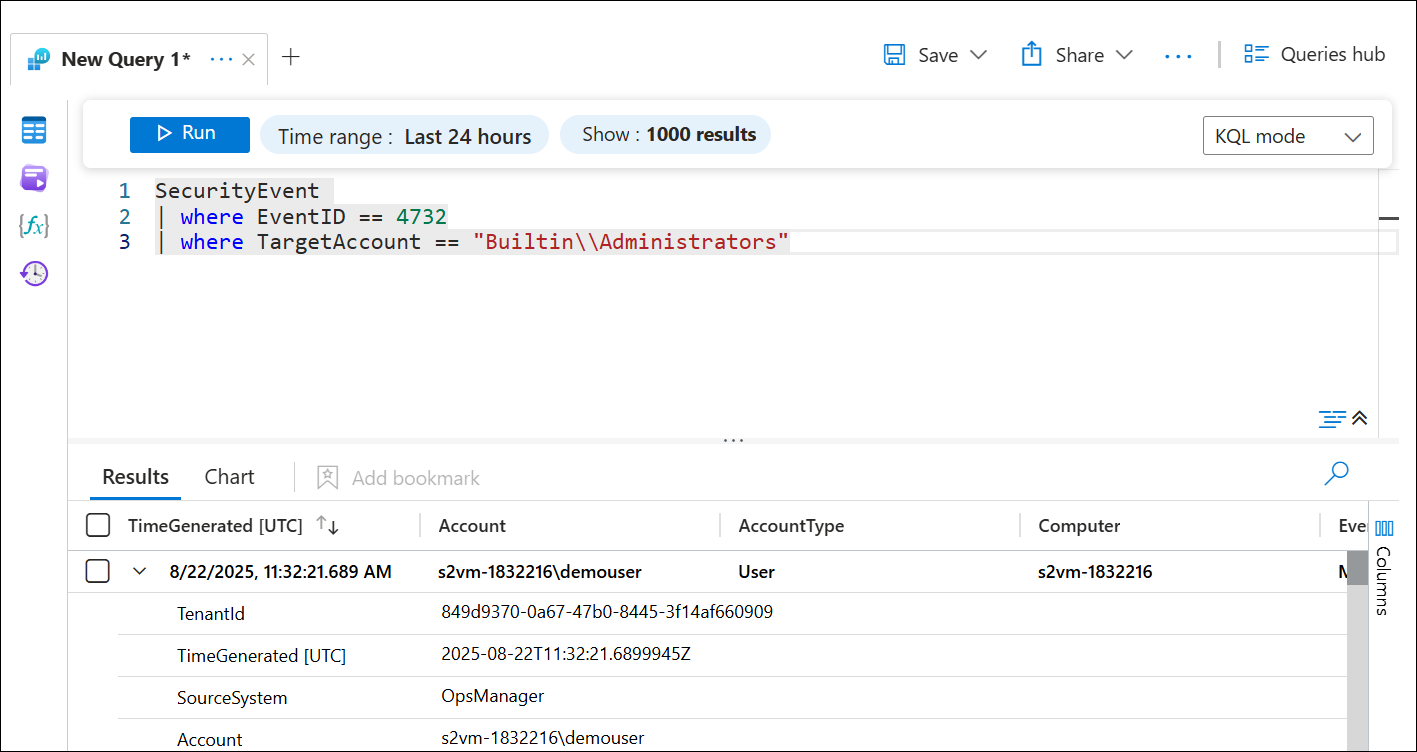 New Query 1* ...
Save
Share
...
Queries hub
Run
Time range : Last 24 hours
Show : 1000 results
KQL mode
{fx}
1 SecurityEvent
2 | where EventID == 4732
3 | where TargetAccount == "Builtin\\Administrators"
...
Results
Chart
Add bookmark
TimeGenerated [UTC] Account AccountType Computer Eve
8/22/2025, 11:32:21.689 AM s2vm-1832216\demouser User s2vm-1832216
Columns
TenantId 849d9370-0a67-47b0-8445-3f14af660909
TimeGenerated [UTC] 2025-08-22T11:32:21.6899945Z
SourceSystem OpsManager
Account s2vm-1832216\demouser